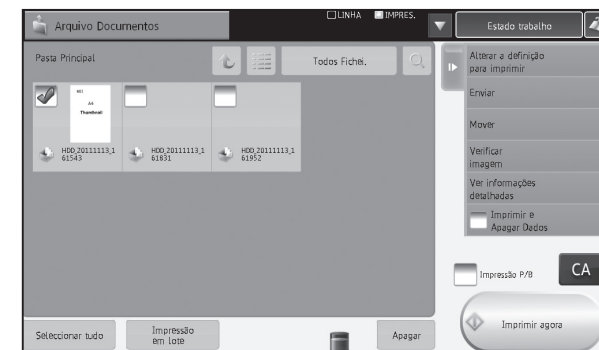 Arquivo Documentos
LINHA
IMPRES.
Estado trabalho
Pasta Principal
Todos Fichei.
Alterar a definição
para imprimir
Enviar
Mover
Verificar
imagem
Ver informações
detalhadas
Imprimir e
Apagar Dados
A4
Thumbnail
HDD_20111113_1
61543
HDD_20111113_1
61831
HDD_20111113_1
61952
Impressão P/B
CA
Imprimir agora
Seleccionar tudo
Impressão
em lote
Apagar